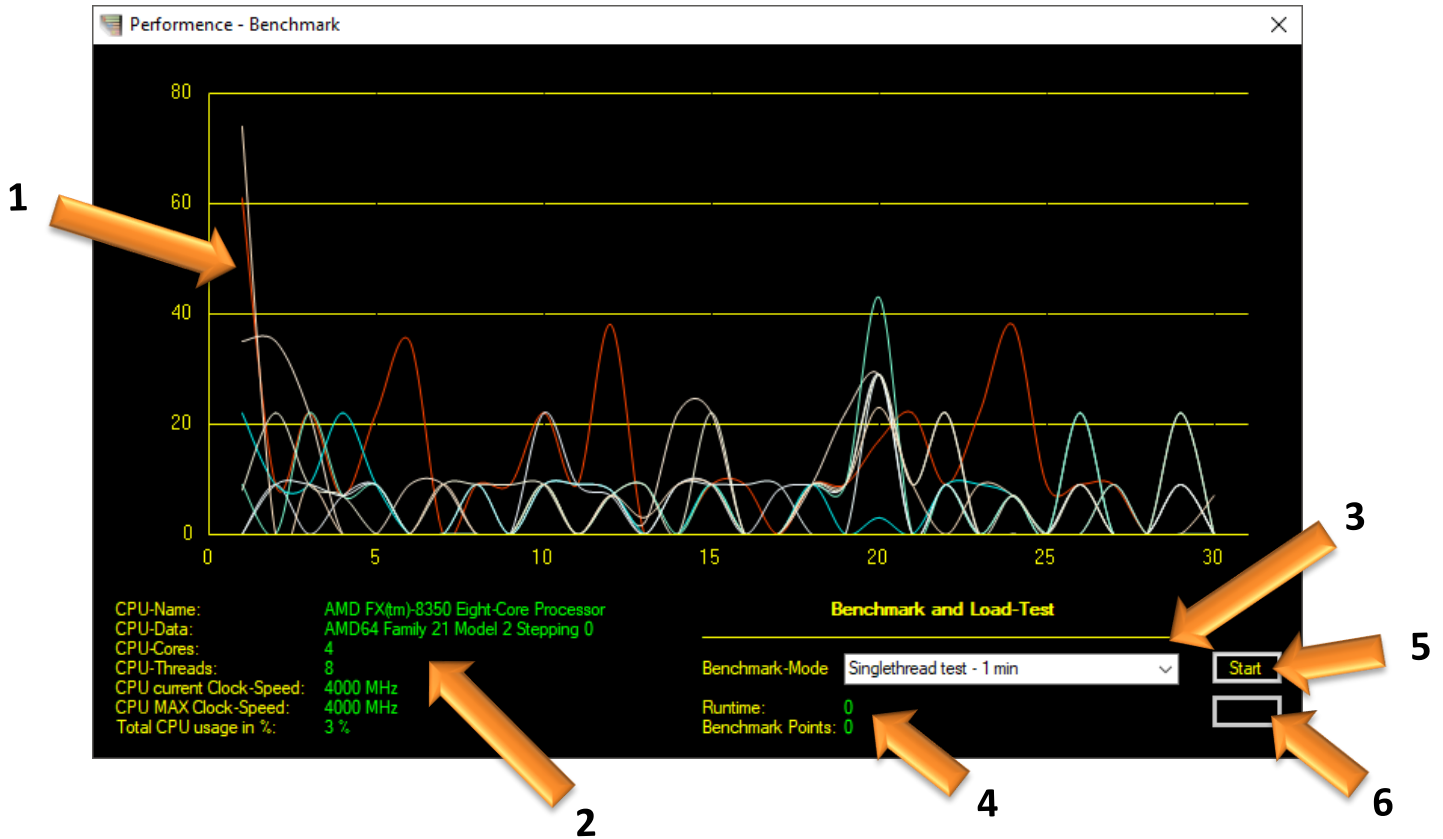 Performence - Benchmark
80
1
60
40
20
0
0 5 10 15 20 25 30
3
CPU-Name: AMD FX(tm)-8350 Eight-Core Processor
CPU-Data: AMD64 Family 21 Model 2 Stepping 0
CPU-Cores: 4
CPU-Threads: 8
CPU current Clock-Speed: 4000 MHz
CPU MAX Clock-Speed: 4000 MHz
Total CPU usage in %: 3 %
Benchmark and Load-Test
Benchmark-Mode Singlethread test - 1 min Start
5
Runtime: 0
Benchmark Points: 0
2
4
6